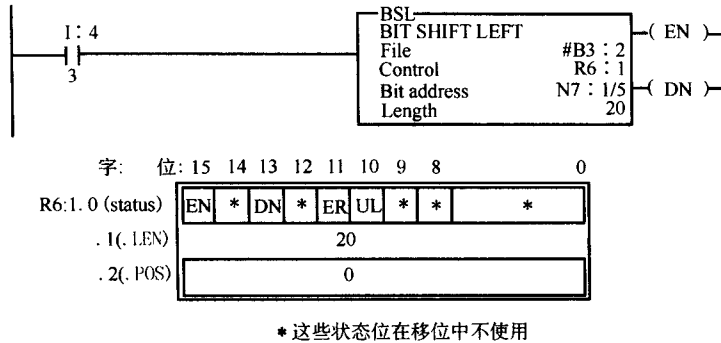 BSL
BIT SHIFT LEFT
File #B3:2
Control R6:1
Bit address N7:1/5
Length 20
I:4
3
( EN )
( DN )
字: 位: 15 14 13 12 11 10 9 8 0
R6:1.0 (status) EN * DN * ER UL * * *
.1(.LEN) 20
.2(.POS) 0
* 这些状态位在移位中不使用